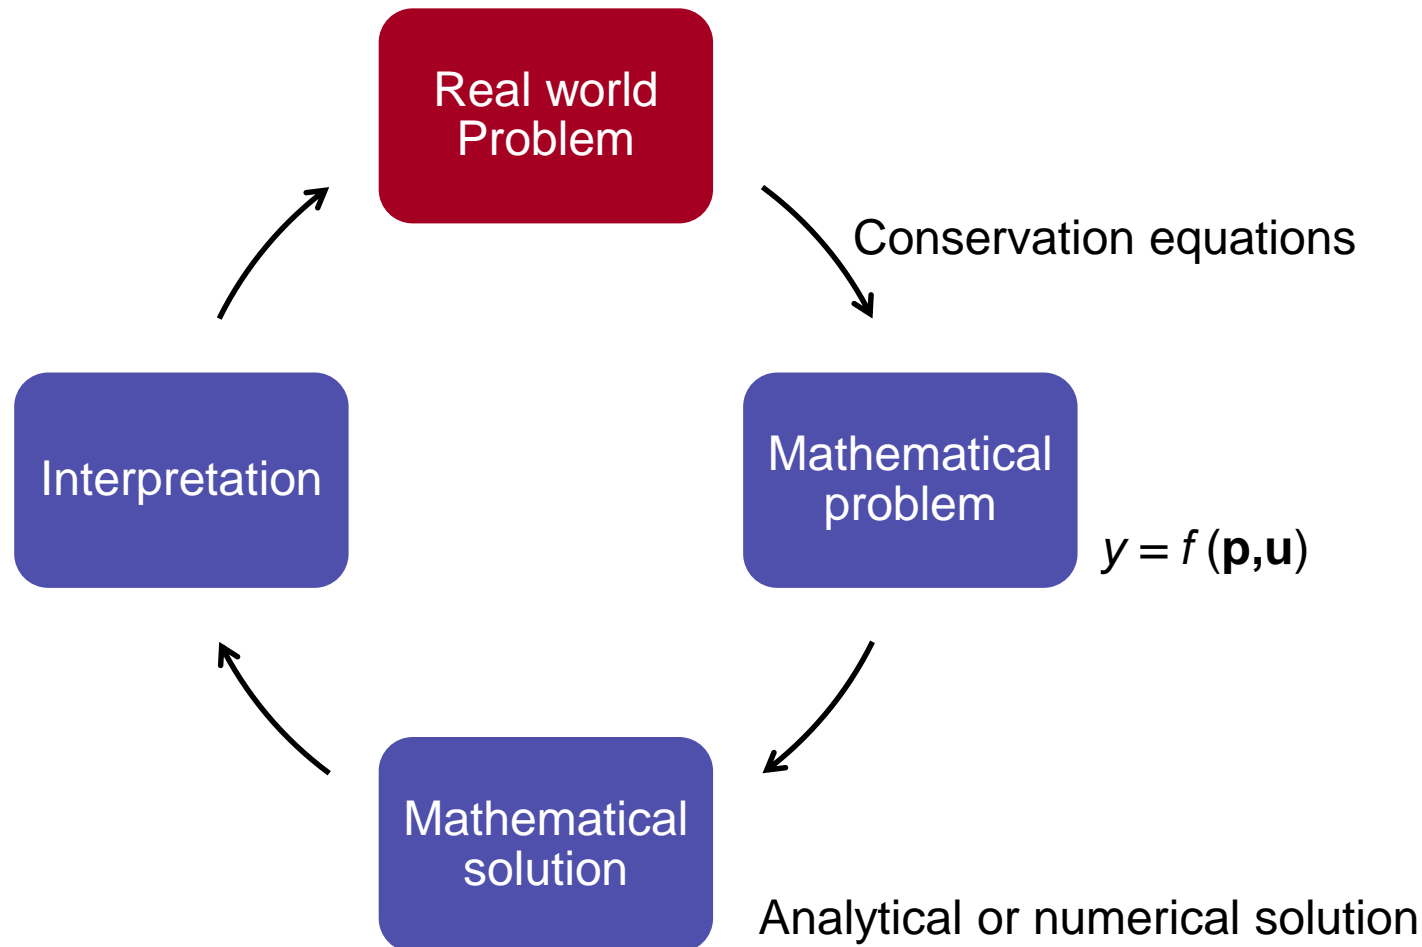 Real world
Problem
Conservation equations
Interpretation
Mathematical
problem
y = f (p,u)
Mathematical
solution
Analytical or numerical solution